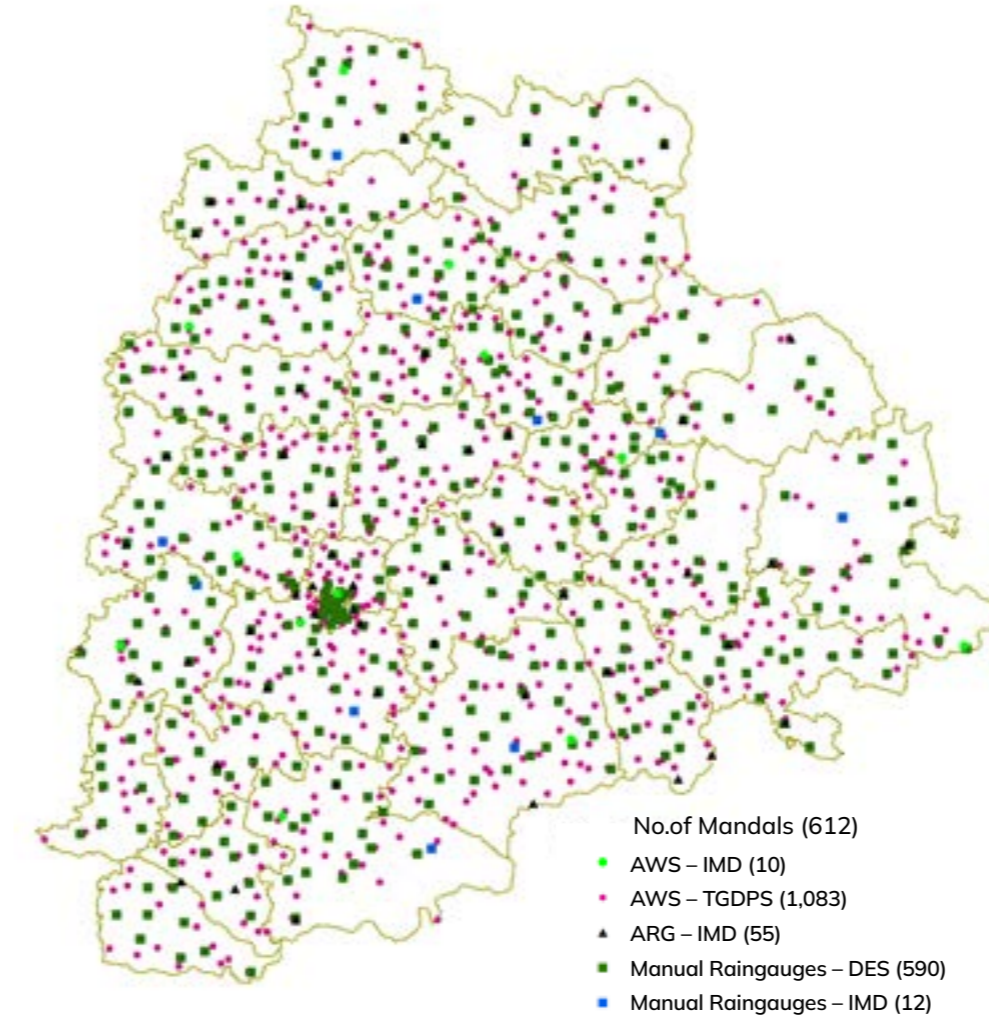 No.of Mandals (612)
AWS – IMD (10)
AWS – TGDPS (1,083)
ARG – IMD (55)
Manual Raingauges – DES (590)
Manual Raingauges – IMD (12)